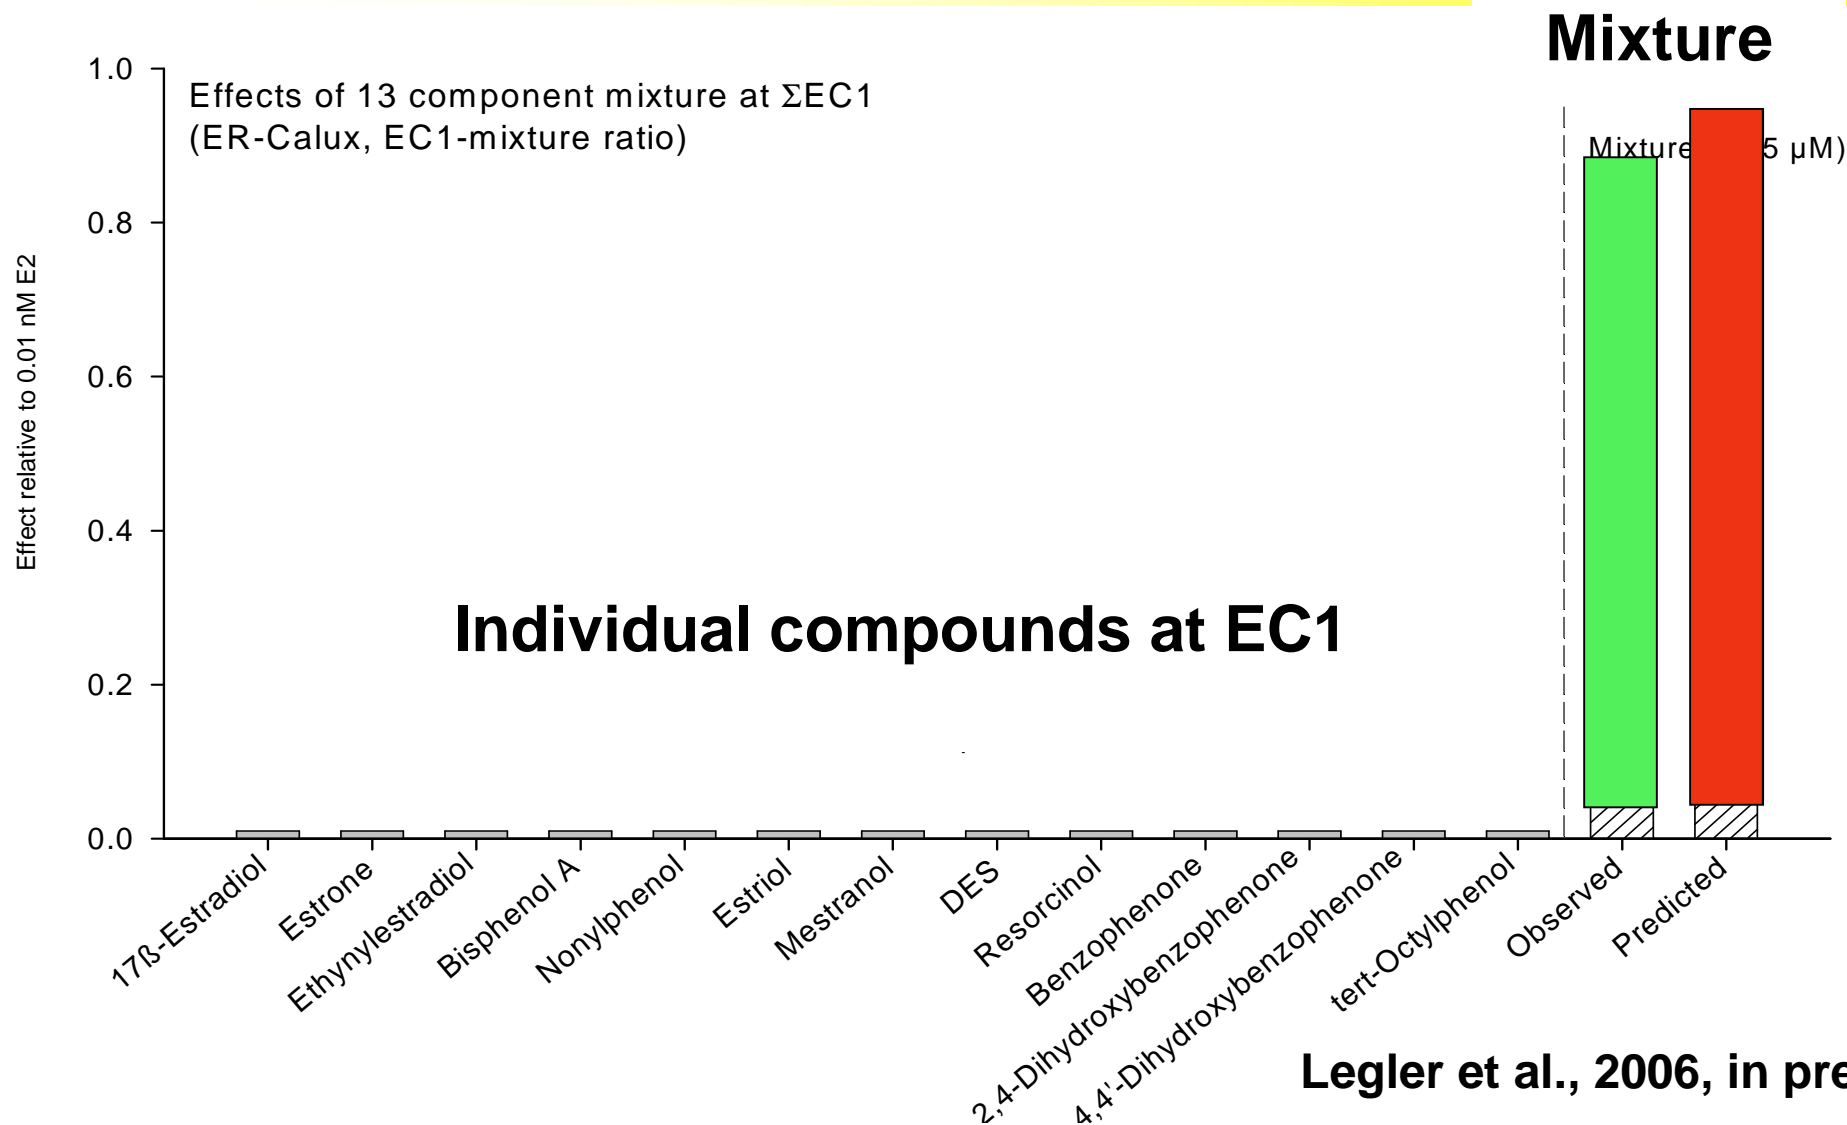 Mixture
Effects of 13 component mixture at ΣEC1
(ER-Calux, EC1-mixture ratio)
Mixture 5 µM)
1.0
0.8
0.6
0.4
0.2
0.0
Effect relative to 0.01 nM E2
Individual compounds at EC1
17ß-Estradiol
Estrone
Ethynylestradiol
Bisphenol A
Nonylphenol
Estriol
Mestranol
DES
Resorcinol
Benzophenone
2,4-Dihydroxybenzophenone
4,4'-Dihydroxybenzophenone
tert-Octylphenol
Observed
Predicted
Legler et al., 2006, in pre